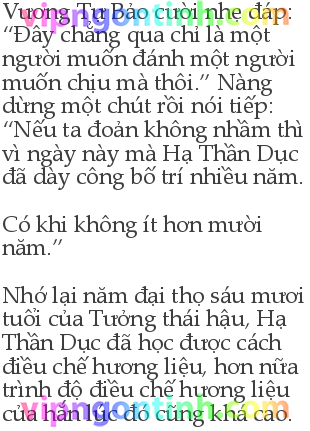 Vương Tư Bảo cười nhẹ đáp:
“Đây chẳng qua chỉ là một
người muốn đánh một người
muốn chịu mà thôi.” Nàng
dừng một chút rồi nói tiếp:
“Nếu ta đoản không nhầm thì
vì ngày này mà Hạ Thần Dục
đã dày công bố trí nhiều năm.
Có khi không ít hơn mười
năm.”
Nhớ lại năm đại thọ sáu mươi
tuổi của Tưởng thái hậu, Hạ
Thần Dục đã học được cách
điều chế hương liệu, hơn nữa
trình độ điều chế hương liệu
của hắn lúc đó cũng khá cao.
vipngontinh.com
vipngontinh.com